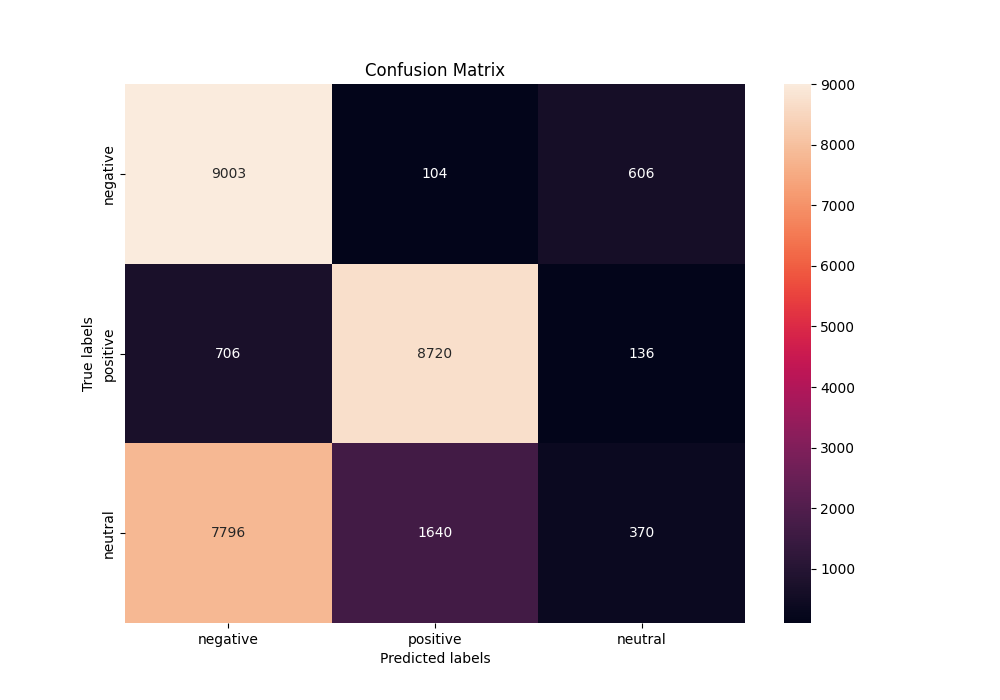 Confusion Matrix
negative
9003 104 606
positive
706 8720 136
neutral
7796 1640 370
True labels
negative positive neutral
Predicted labels
9000
8000
7000
6000
5000
4000
3000
2000
1000